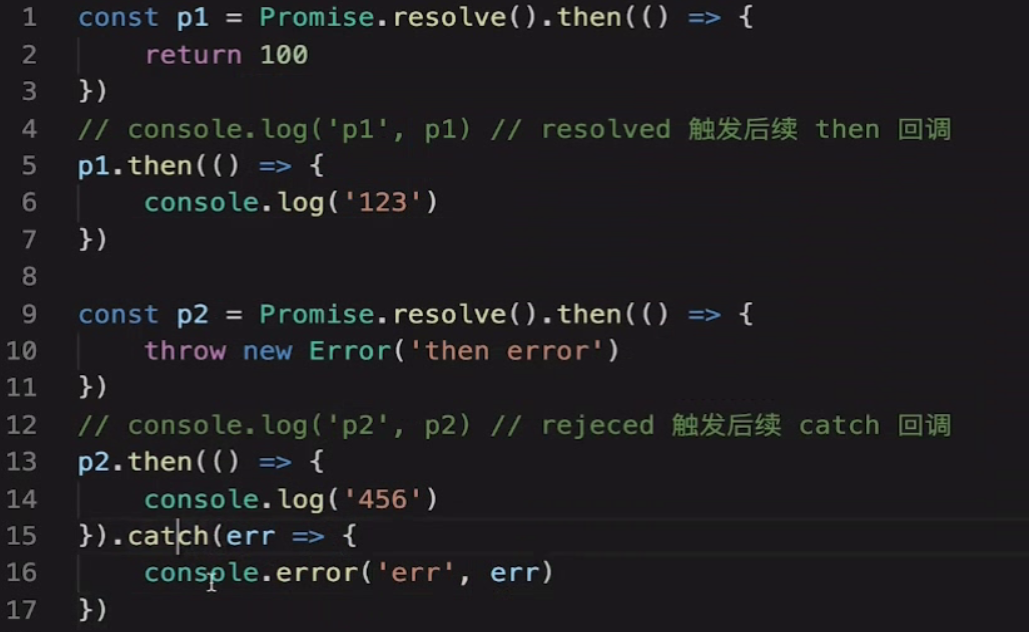 1 const p1 = Promise.resolve().then(() => {
2 return 100
3 })
4 // console.log('p1', p1) // resolved 触发后续 then 回调
5 p1.then(() => {
6 console.log('123')
7 })
8
9 const p2 = Promise.resolve().then(() => {
10 throw new Error('then error')
11 })
12 // console.log('p2', p2) // rejeced 触发后续 catch 回调
13 p2.then(() => {
14 console.log('456')
15 }).catch(err => {
16 console.error('err', err)
17 })